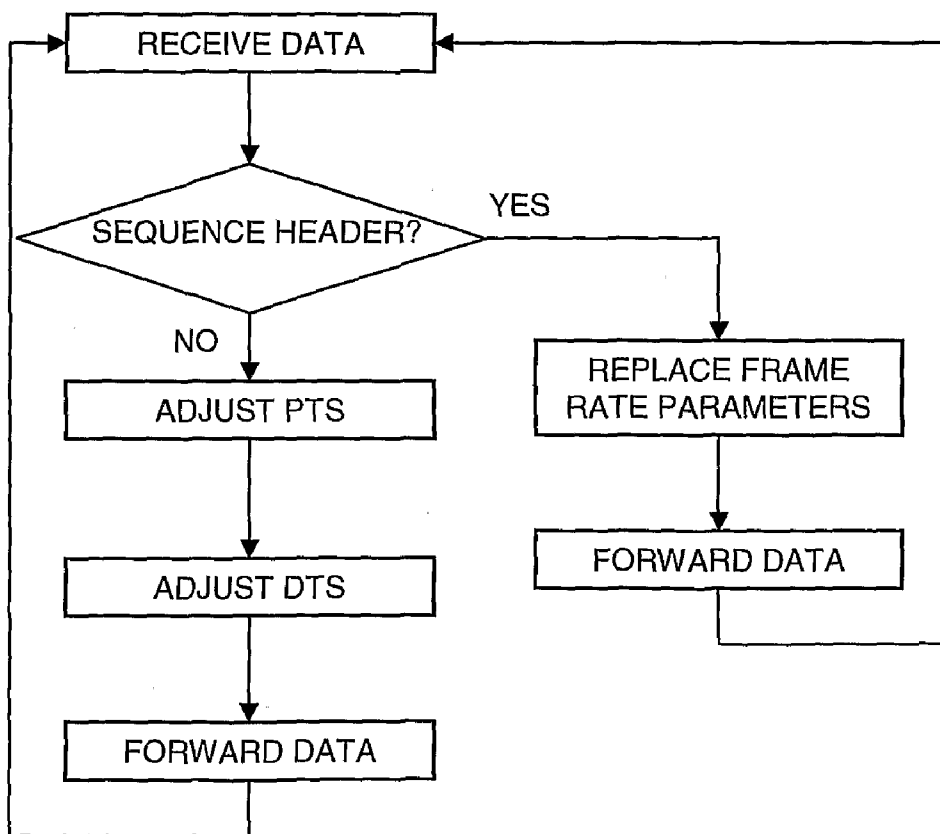 RECEIVE DATA
SEQUENCE HEADER?
YES
NO
ADJUST PTS
ADJUST DTS
FORWARD DATA
REPLACE FRAME
RATE PARAMETERS
FORWARD DATA